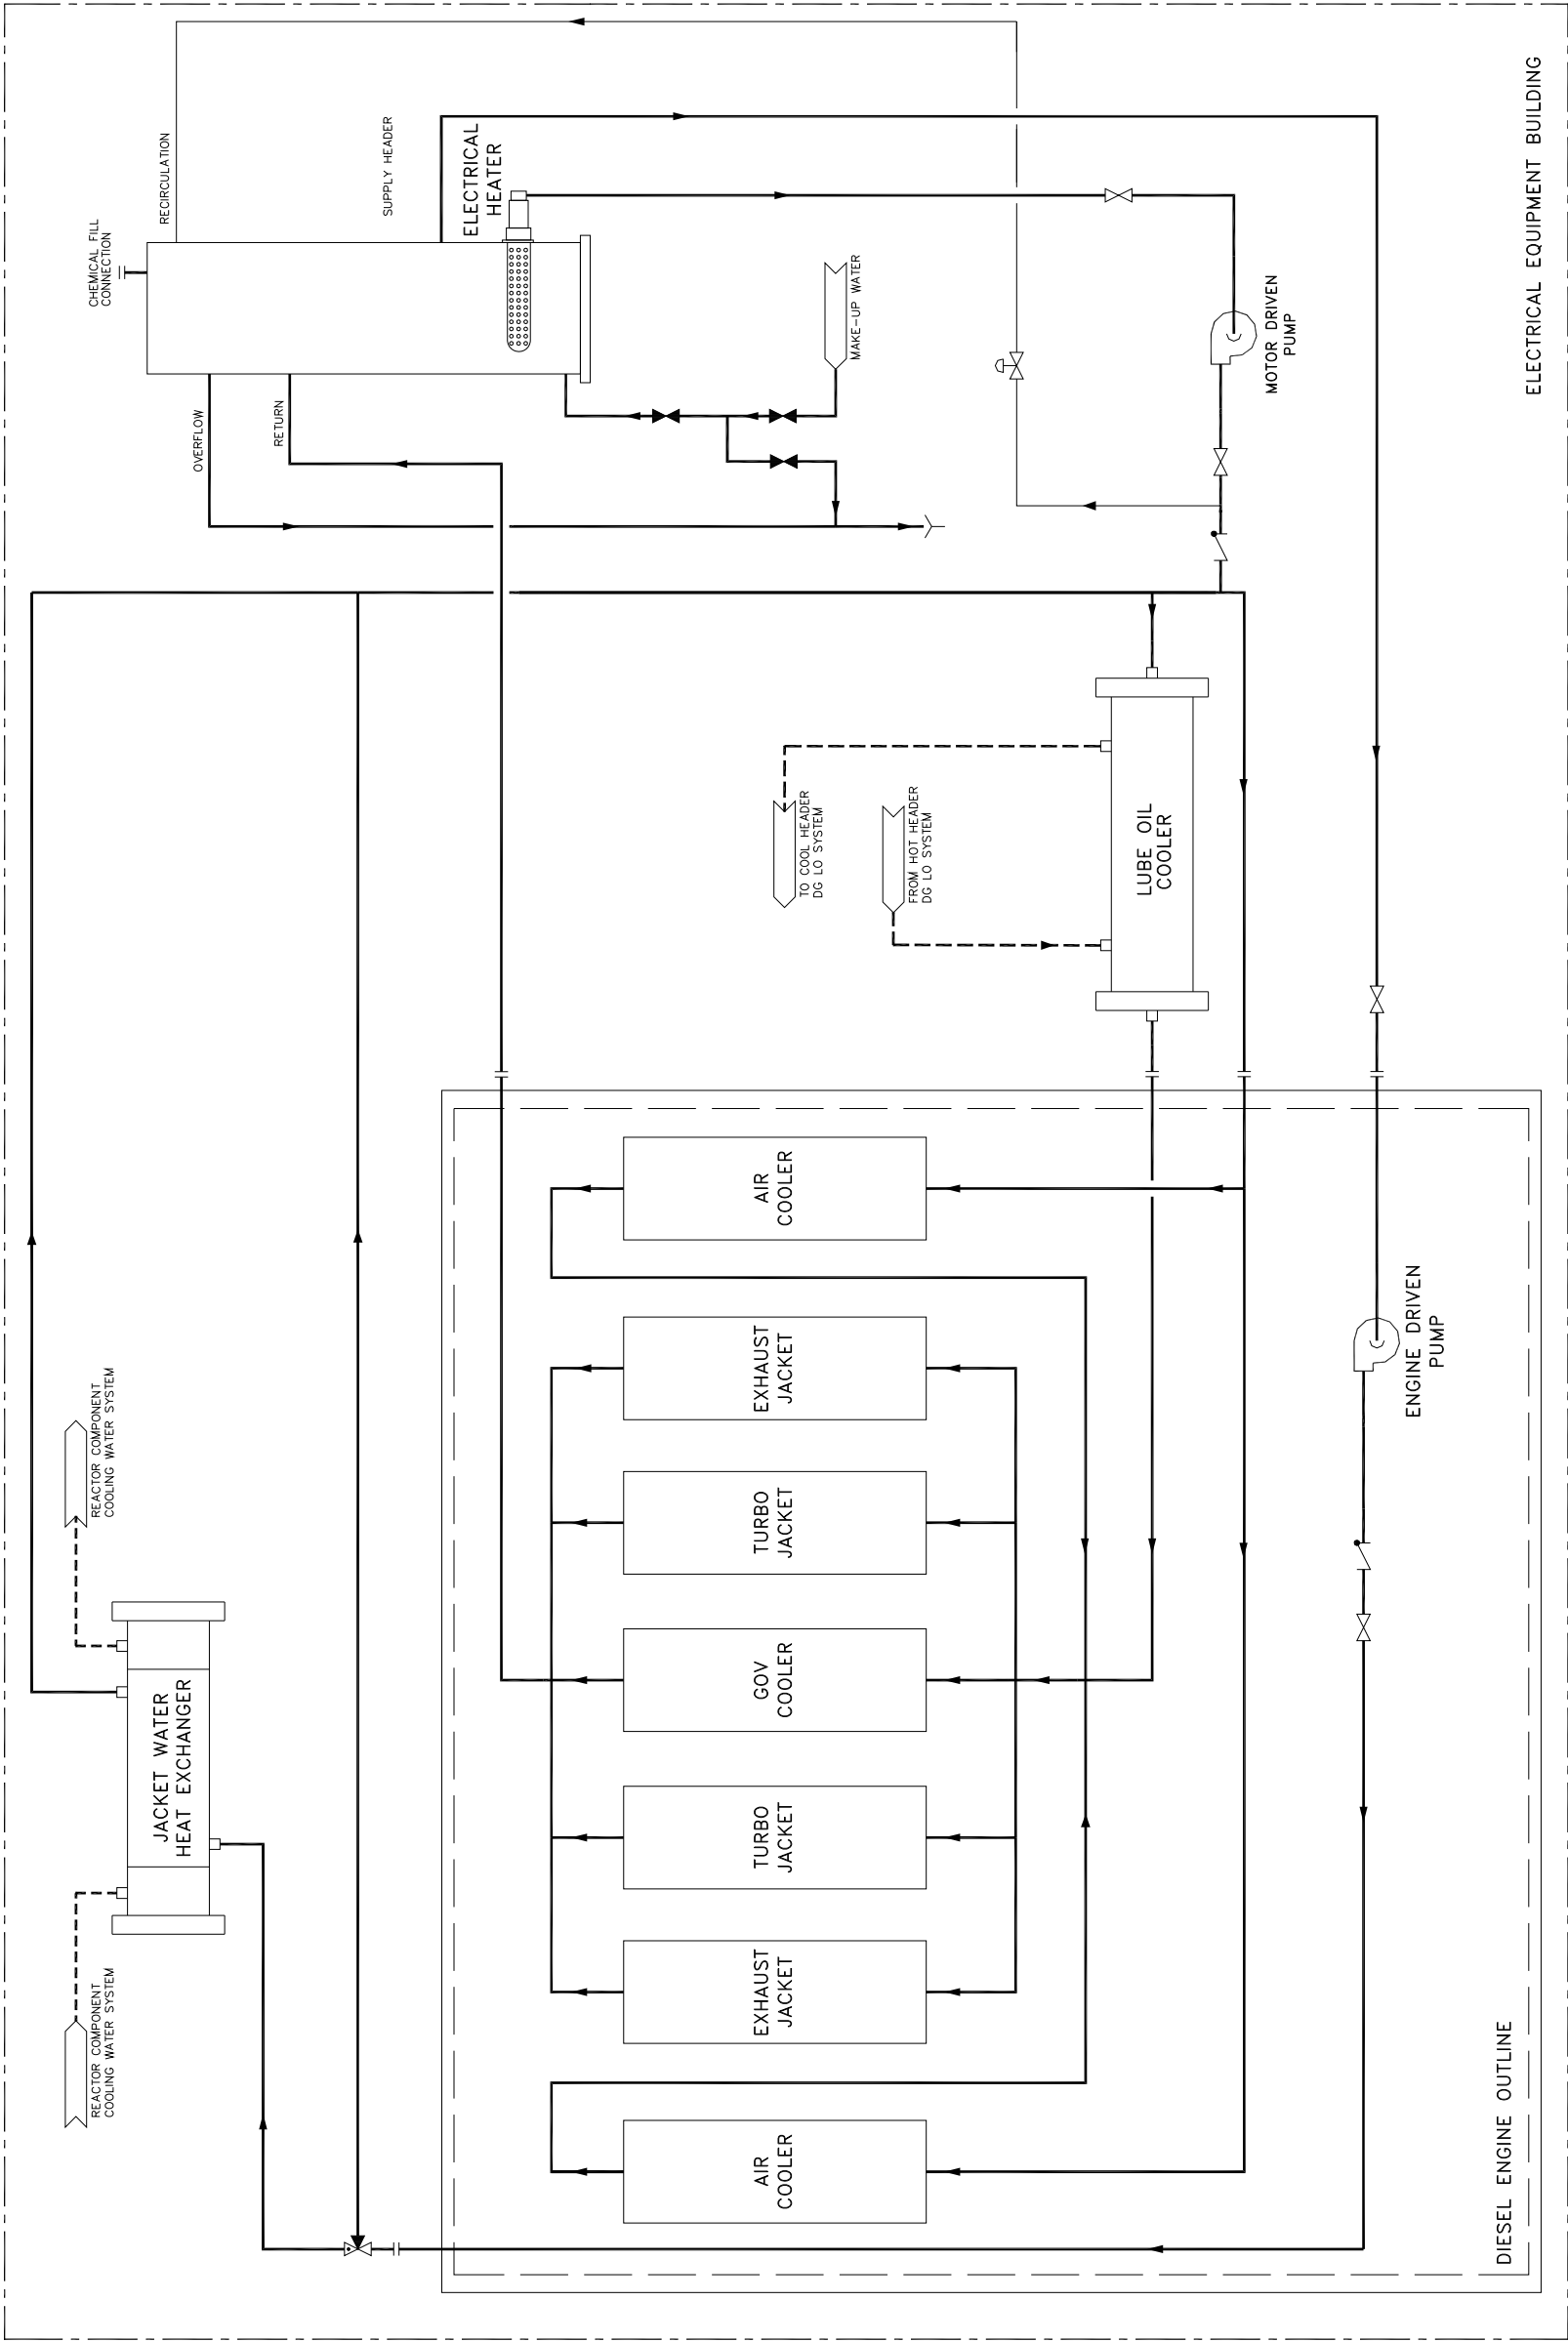 REACTOR COMPONENT
COOLING WATER SYSTEM
JACKET WATER
HEAT EXCHANGER
REACTOR COMPONENT
COOLING WATER SYSTEM
CHEMICAL FILL
CONNECTION
RECIRCULATION
OVERFLOW
RETURN
SUPPLY HEADER
ELECTRICAL
HEATER
MAKE-UP WATER
AIR
COOLER
EXHAUST
JACKET
TURBO
JACKET
GOV
COOLER
TURBO
JACKET
EXHAUST
JACKET
AIR
COOLER
TO COOL HEADER
DG LO SYSTEM
FROM HOT HEADER
DG LO SYSTEM
LUBE OIL
COOLER
MOTOR DRIVEN
PUMP
ENGINE DRIVEN
PUMP
DIESEL ENGINE OUTLINE
ELECTRICAL EQUIPMENT BUILDING